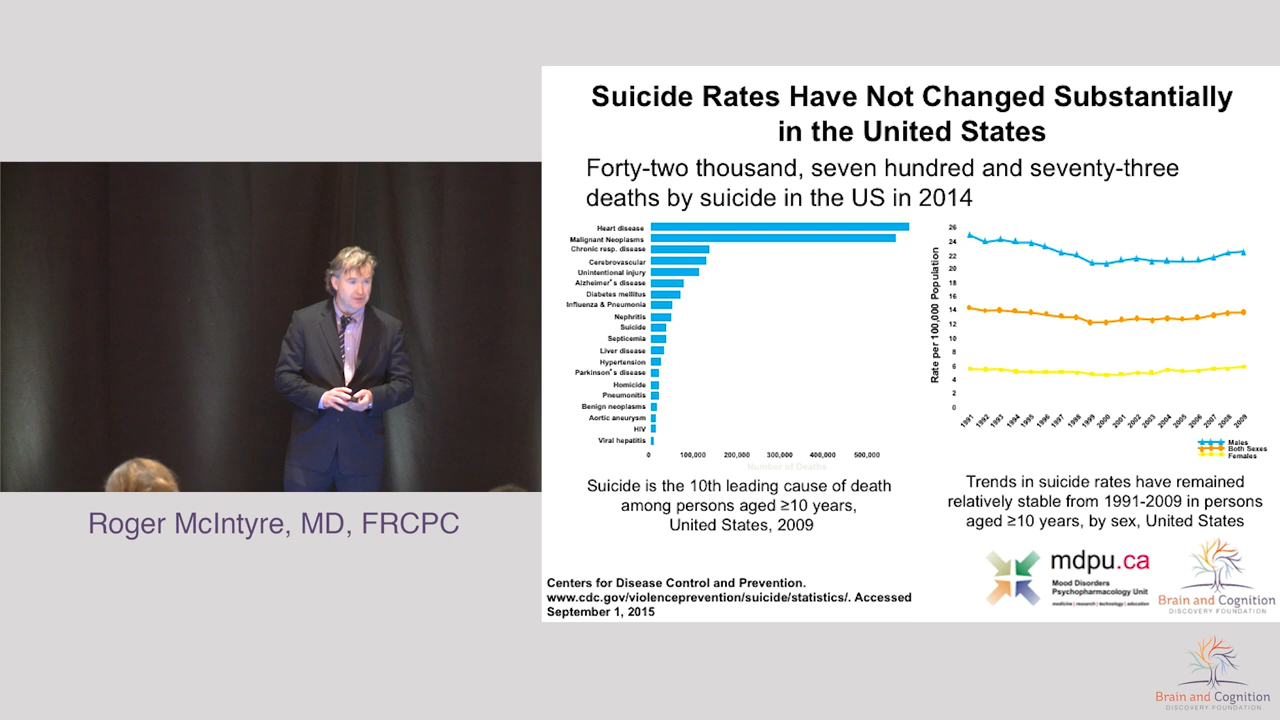 Suicide Rates Have Not Changed Substantially
in the United States
Forty-two thousand, seven hundred and seventy-three
deaths by suicide in the US in 2014
Heart disease
Malignant Neoplasms
Chronic resp. disease
Cerebrovascular
Unintentional injury
Alzheimer's disease
Diabetes mellitus
Influenza & Pneumonia
Nephritis
Suicide
Septicemia
Liver disease
Hypertension
Parkinson's disease
Homicide
Pneumonitis
Benign neoplasms
Aortic aneurysm
HIV
Viral hepatitis
0 100,000 200,000 300,000 400,000 500,000
Number of Deaths
Suicide is the 10th leading cause of death
among persons aged ≥10 years,
United States, 2009
Rate per 100,000 Population
26
24
22
20
18
16
14
12
10
8
6
4
2
0
1991 1992 1993 1994 1995 1996 1997 1998 1999 2000 2001 2002 2003 2004 2005 2006 2007 2008 2009
Males
Both Sexes
Females
Trends in suicide rates have remained
relatively stable from 1991-2009 in persons
aged ≥10 years, by sex, United States
Centers for Disease Control and Prevention.
www.cdc.gov/violenceprevention/suicide/statistics/. Accessed
September 1, 2015
mdpu.ca
Mood Disorders
Psychopharmacology Unit
medicine | research | technology | education
Brain and Cognition
DISCOVERY FOUNDATION
Roger McIntyre, MD, FRCPC
Brain and Cognition
DISCOVERY FOUNDATION